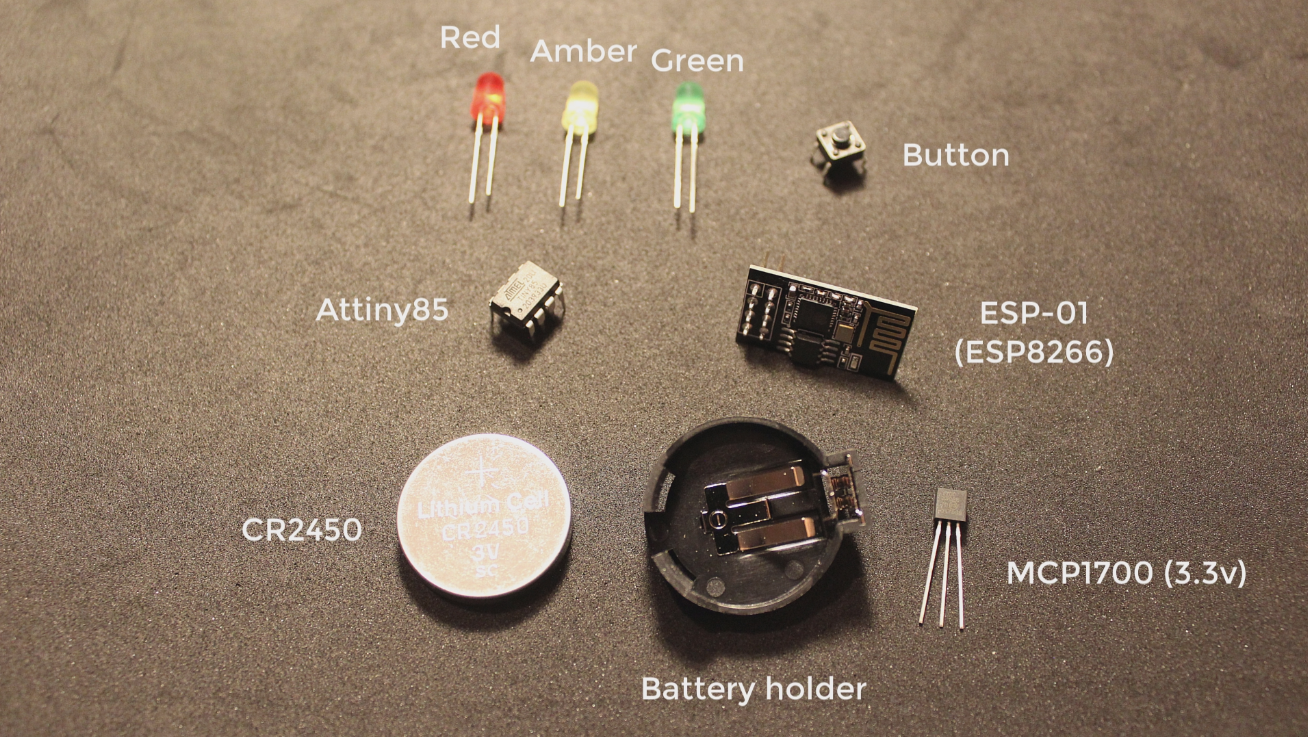 Red
Amber
Green
Button
Attiny85
ESP-01
(ESP8266)
CR2450
Lithium Cell
CR2450
3V
SC
MCP1700 (3.3v)
Battery holder